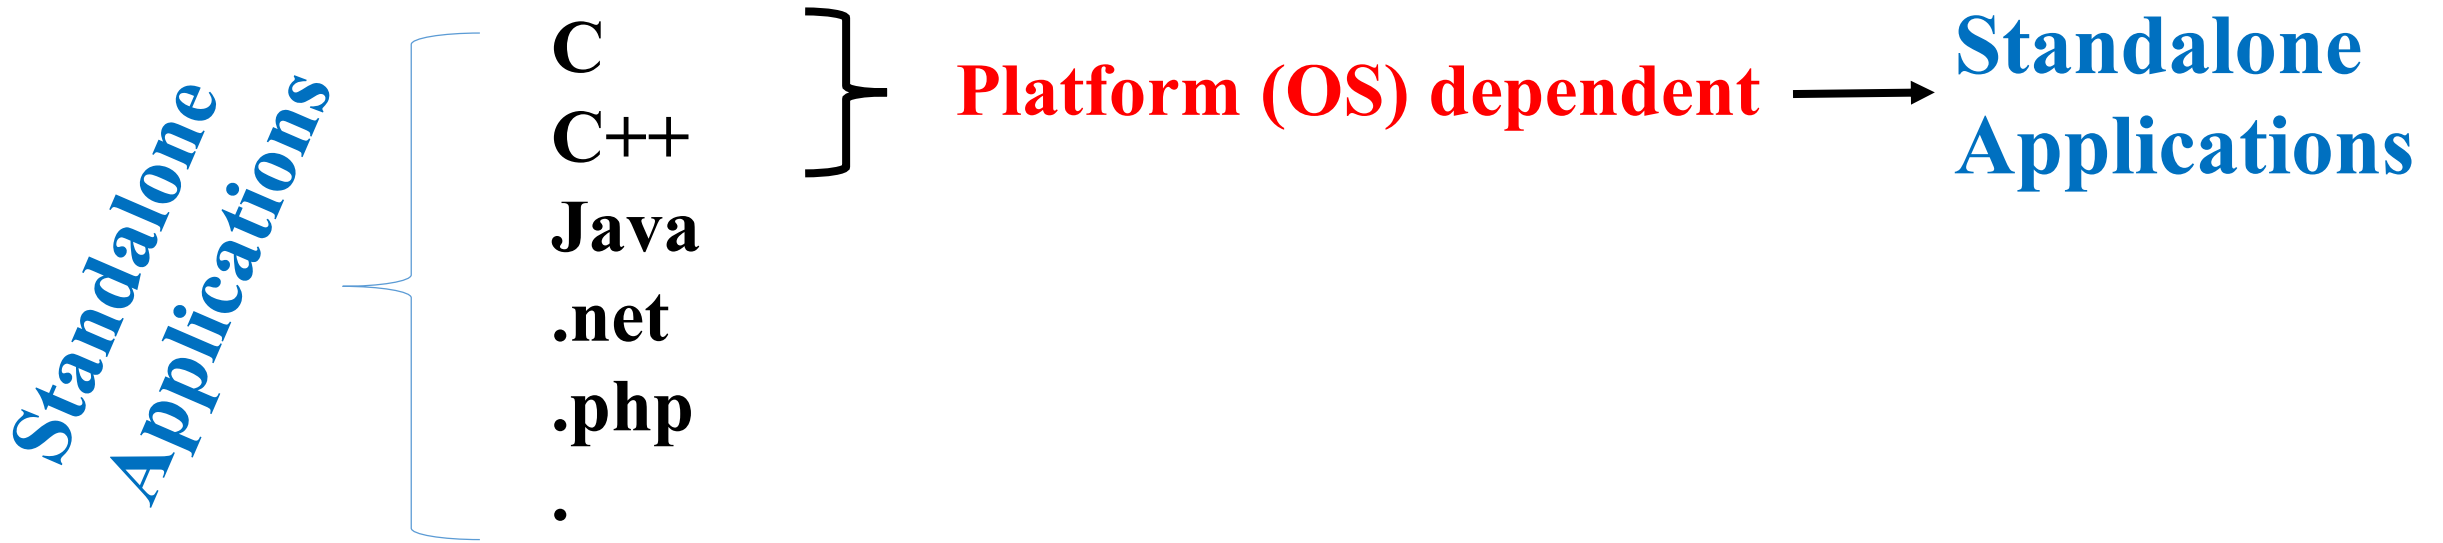 Standalone
Applications
C
C++
Java
.net
.php
.
Platform (OS) dependent
Standalone
Applications